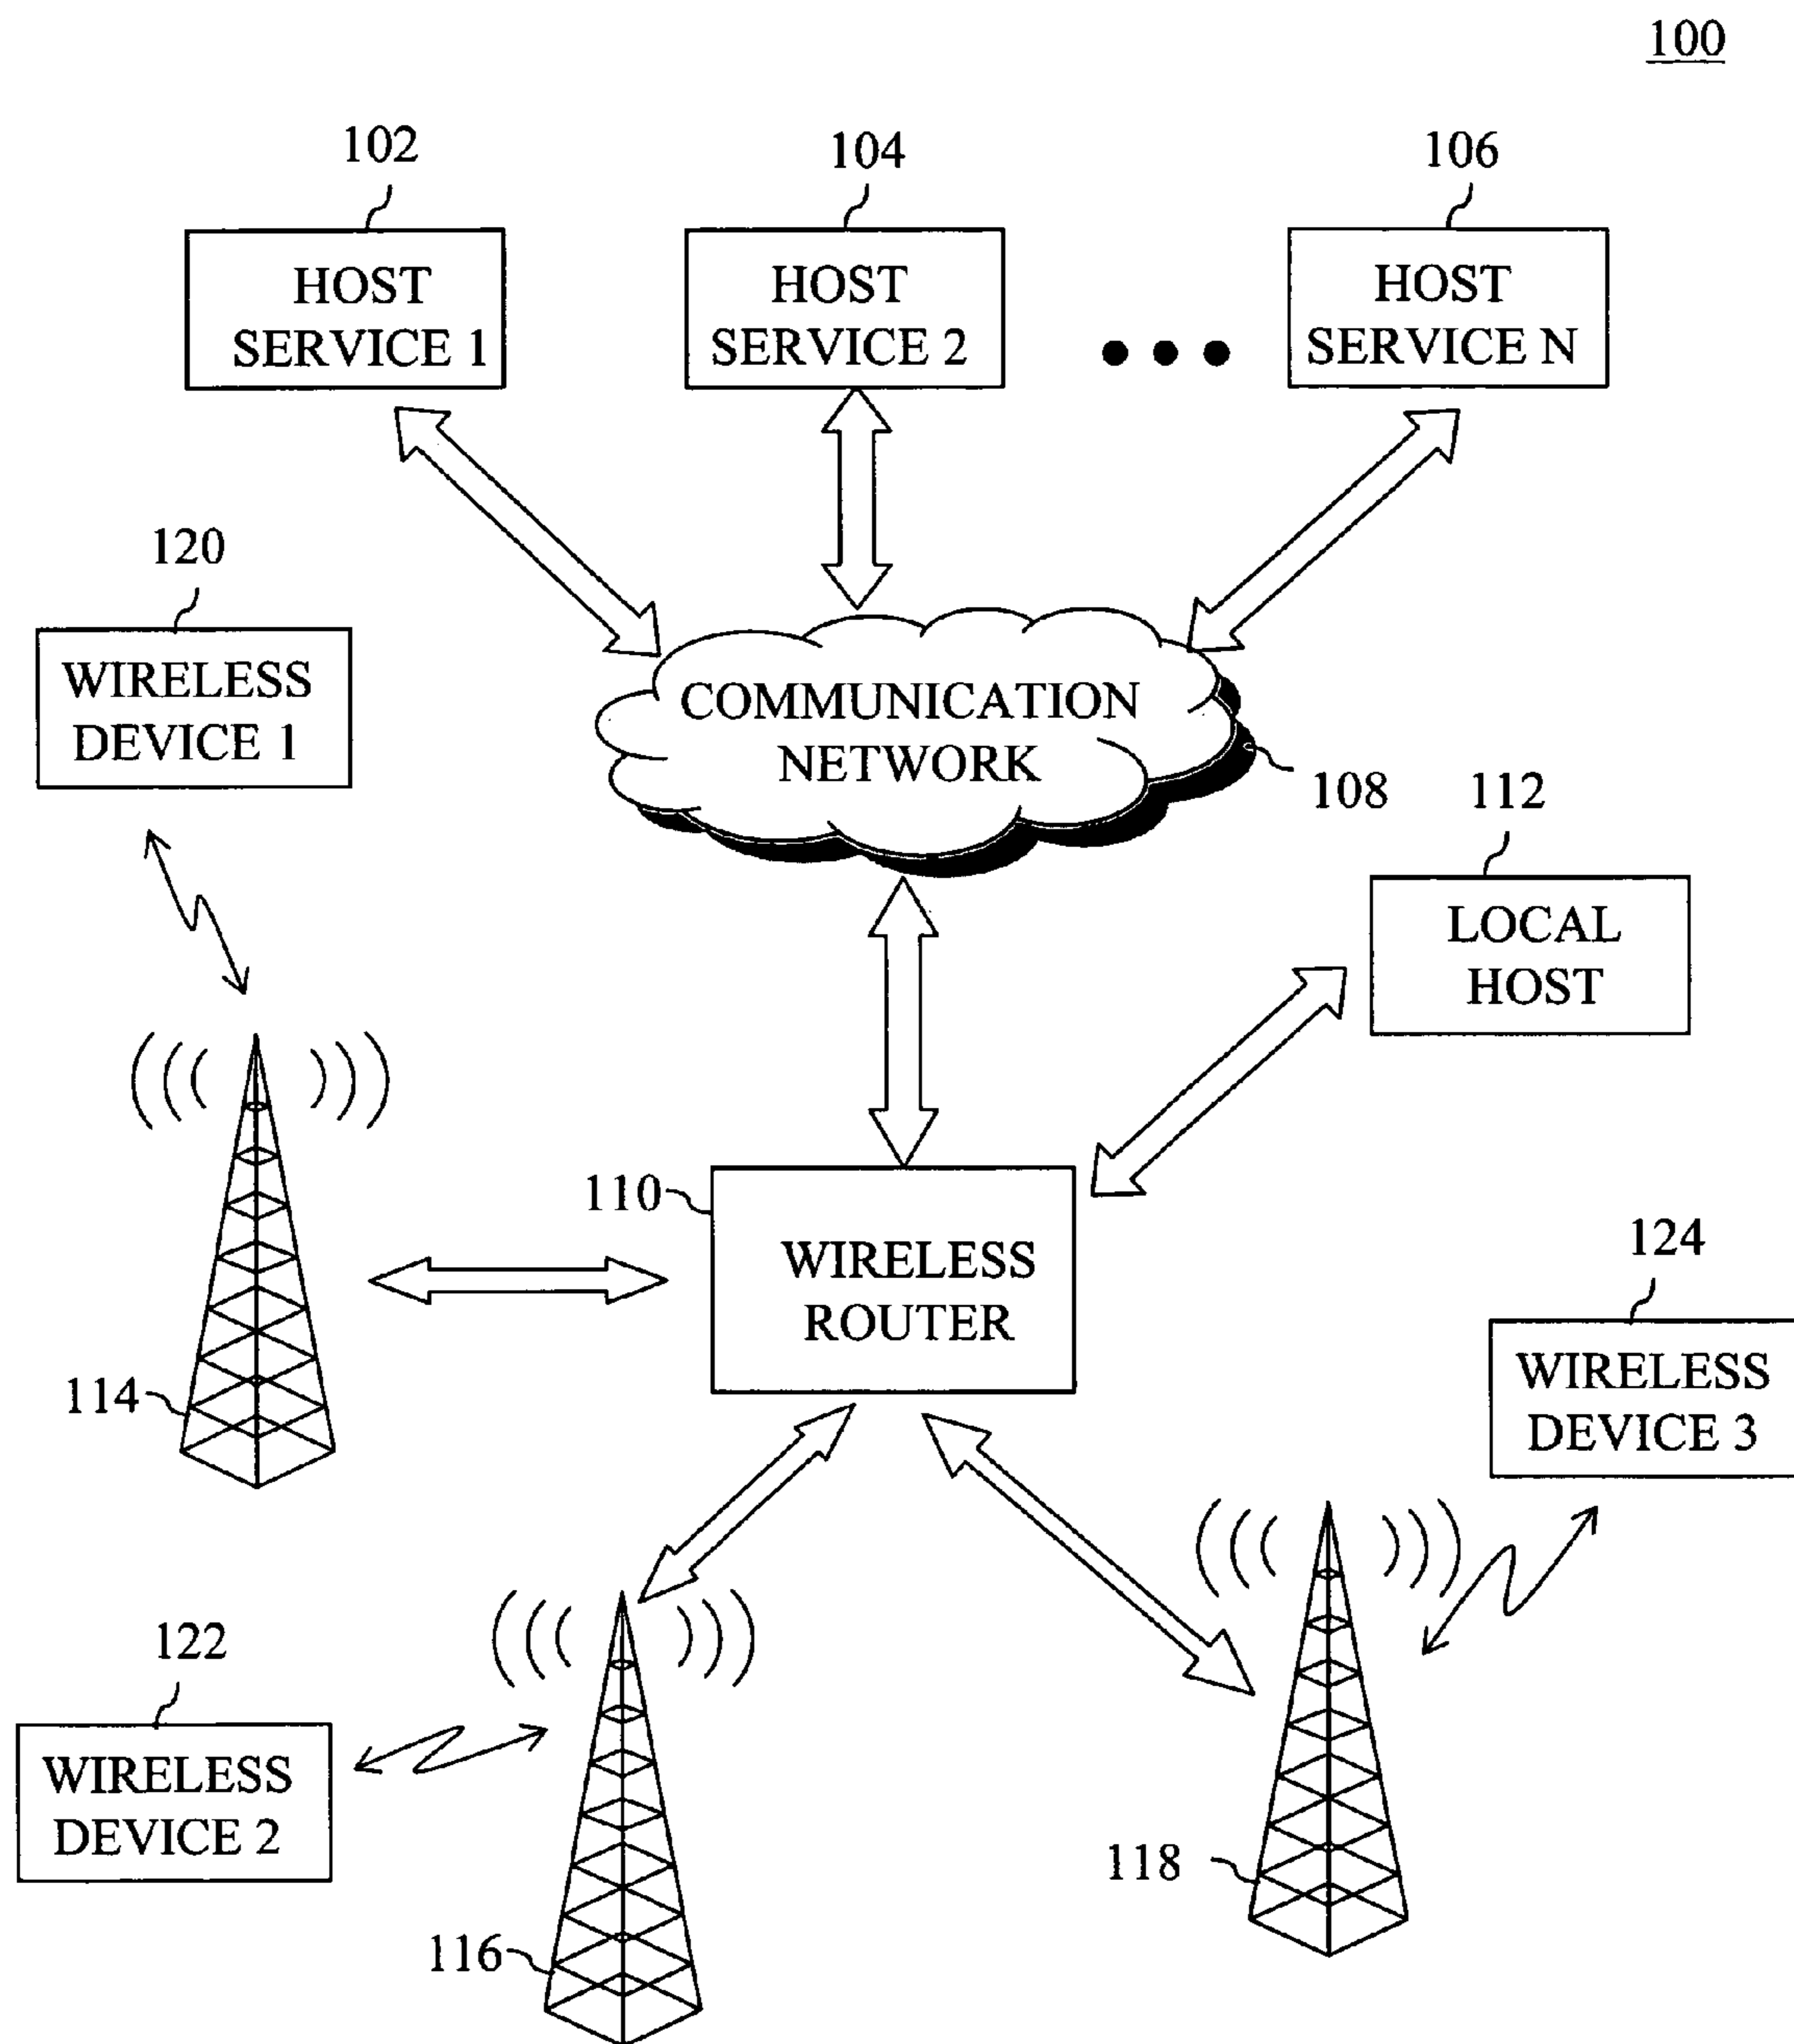 100
102
104
106
HOST
SERVICE 1
HOST
SERVICE 2
HOST
SERVICE N
120
WIRELESS
DEVICE 1
COMMUNICATION
NETWORK
108
112
LOCAL
HOST
110
WIRELESS
ROUTER
124
WIRELESS
DEVICE 3
114
122
WIRELESS
DEVICE 2
116
118